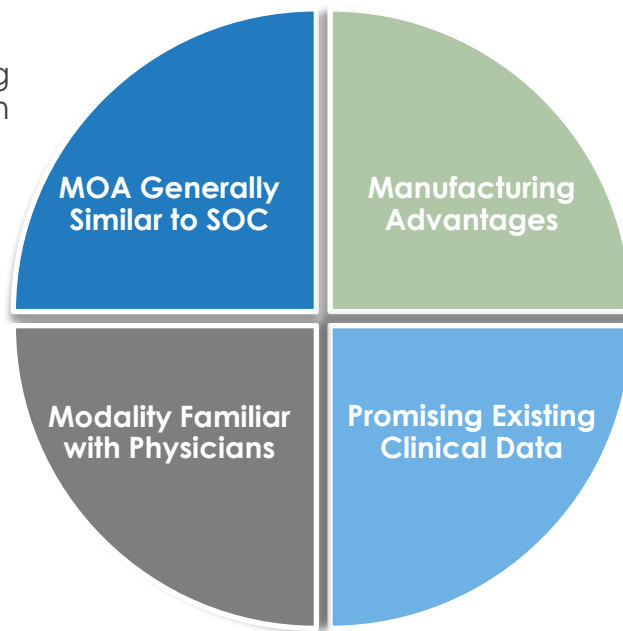 MOA Generally
Similar to SOC
Manufacturing
Advantages
Modality Familiar
with Physicians
Promising Existing
Clinical Data